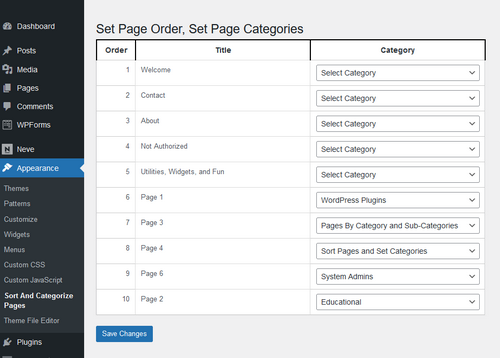 Dashboard
Posts
Media
Pages
Comments
WPForms
Neve
Appearance
Themes
Patterns
Customize
Widgets
Menus
Custom CSS
Custom JavaScript
Sort And Categorize
Pages
Theme File Editor
Plugins
Set Page Order, Set Page Categories
Order Title Category
1 Welcome Select Category
2 Contact Select Category
3 About Select Category
4 Not Authorized Select Category
5 Utilities, Widgets, and Fun Select Category
6 Page 1 WordPress Plugins
7 Page 3 Pages By Category and Sub-Categories
8 Page 4 Sort Pages and Set Categories
9 Page 6 System Admins
10 Page 2 Educational
Save Changes